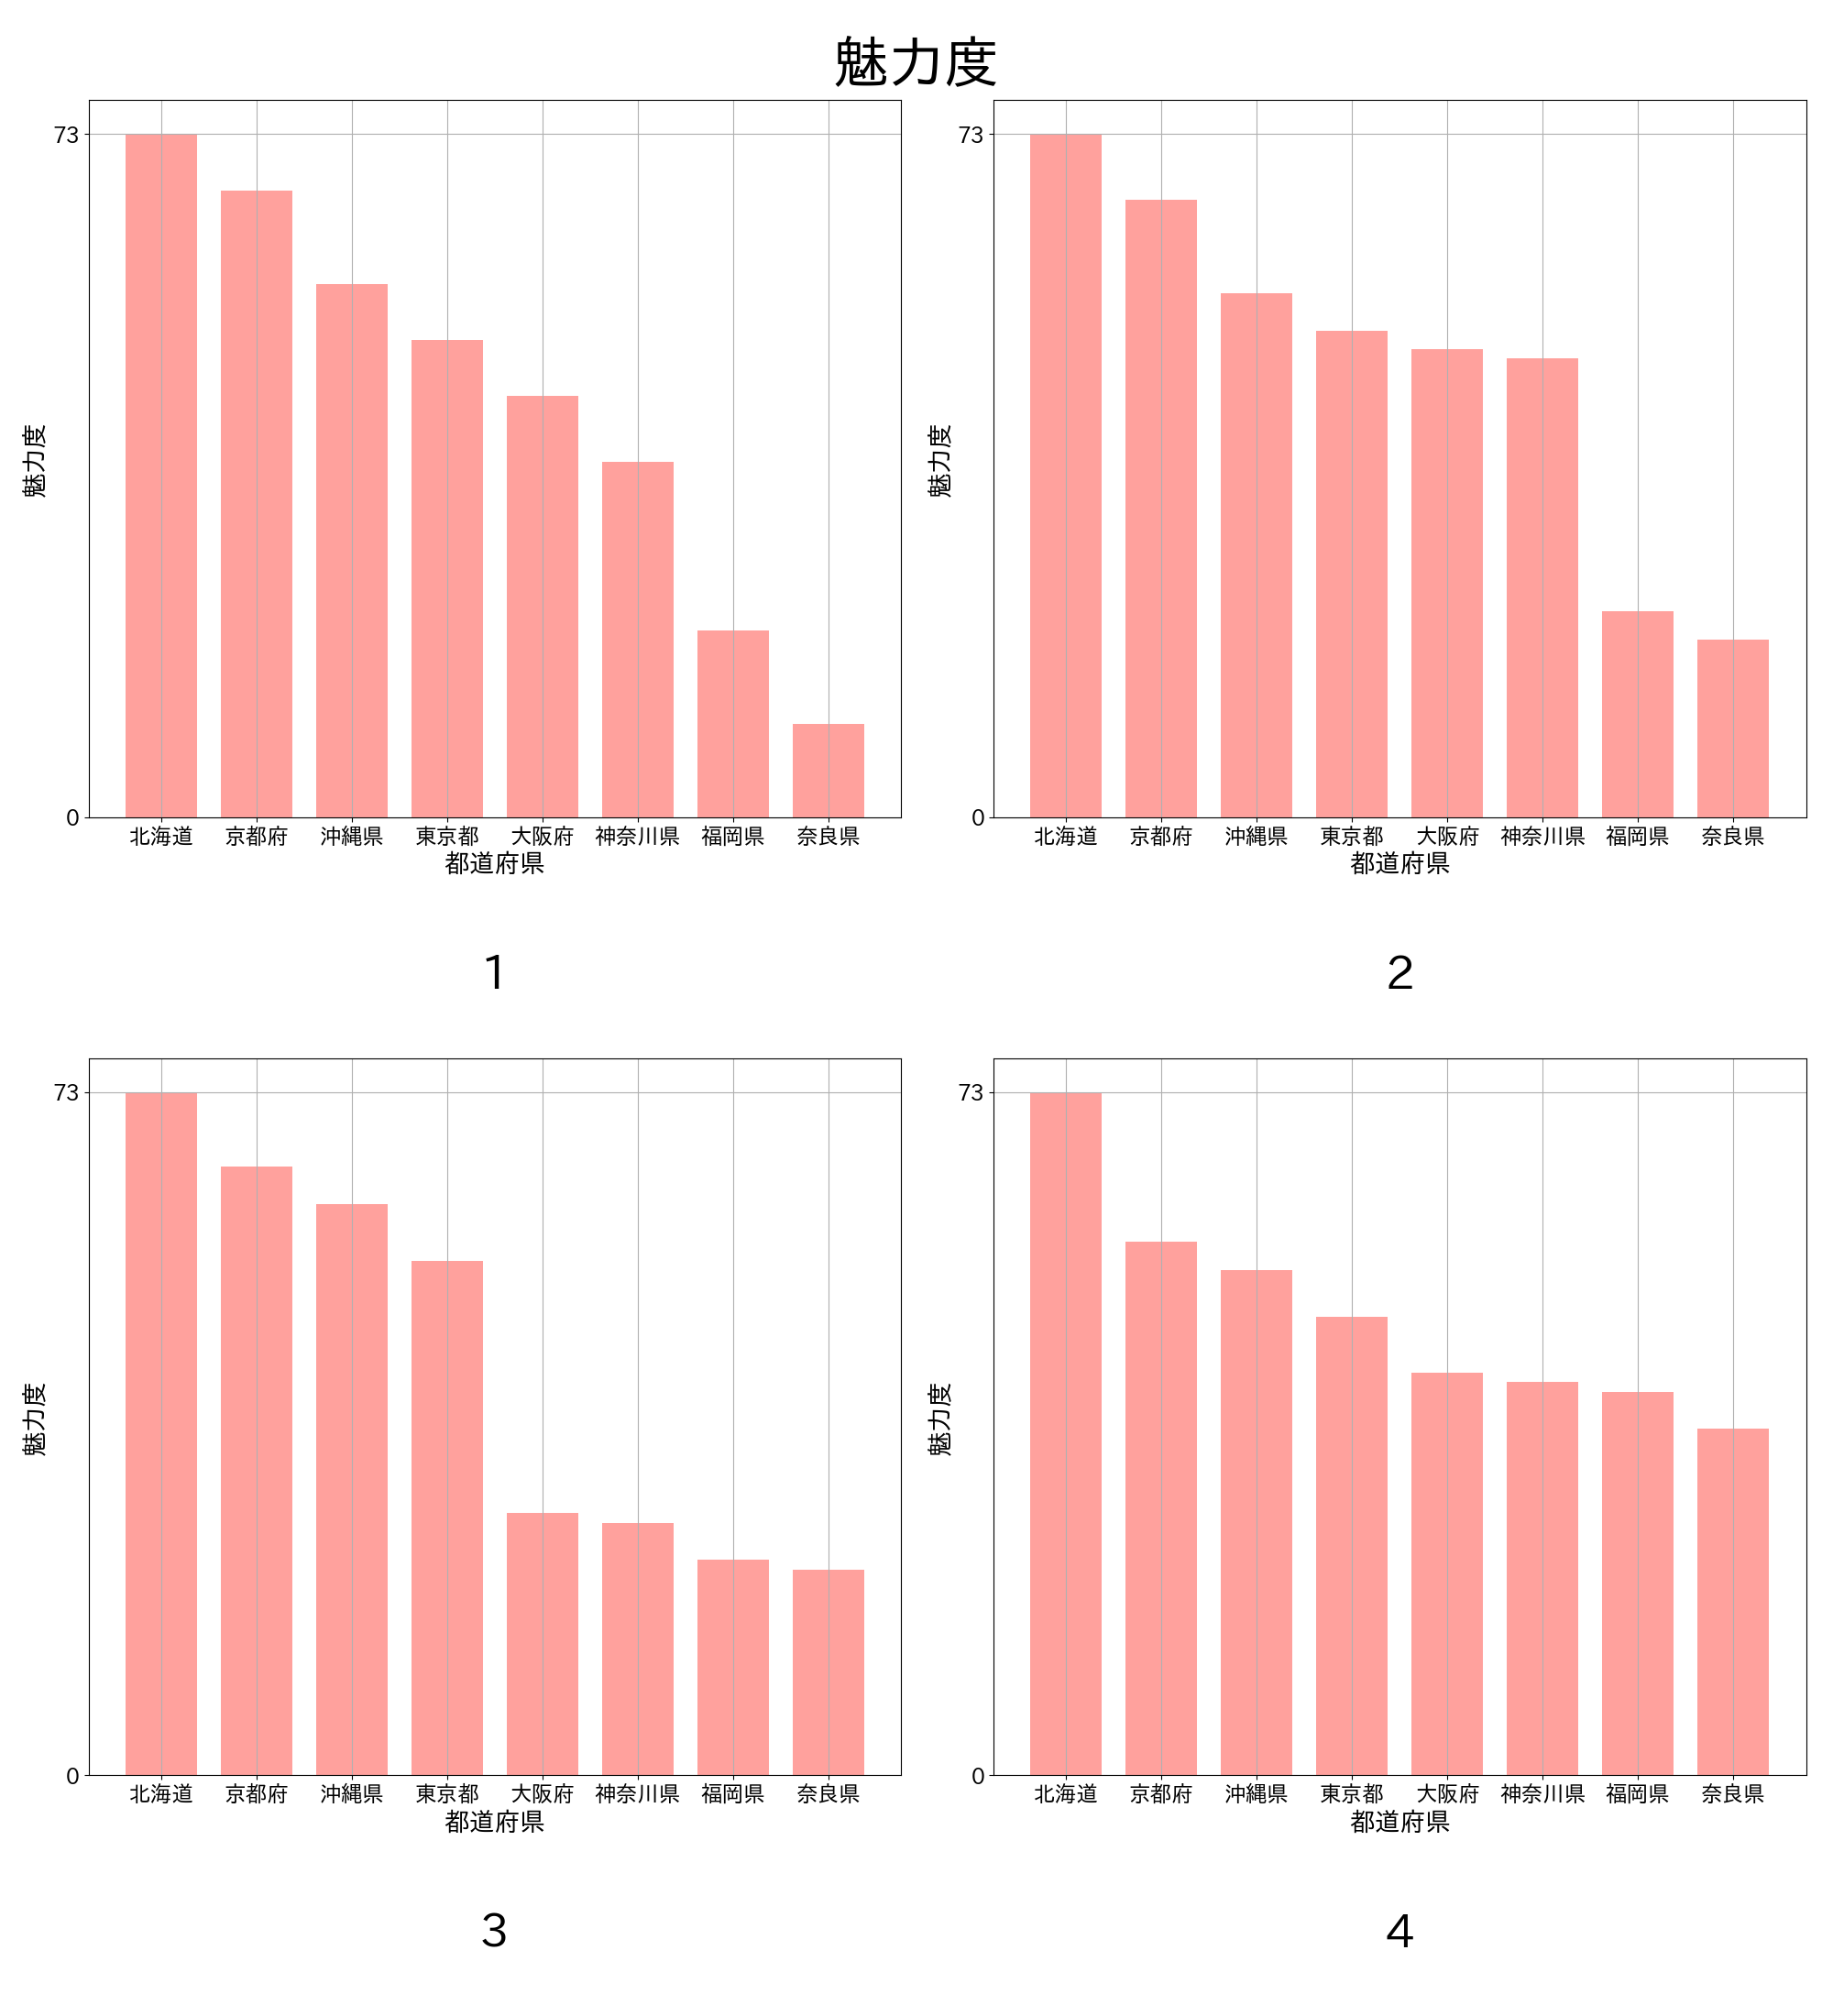 魅力度
73
0
魅力度
北海道 京都府 沖縄県 東京都 大阪府 神奈川県 福岡県 奈良県
都道府県
1
73
0
魅力度
北海道 京都府 沖縄県 東京都 大阪府 神奈川県 福岡県 奈良県
都道府県
2
73
0
魅力度
北海道 京都府 沖縄県 東京都 大阪府 神奈川県 福岡県 奈良県
都道府県
3
73
0
魅力度
北海道 京都府 沖縄県 東京都 大阪府 神奈川県 福岡県 奈良県
都道府県
4